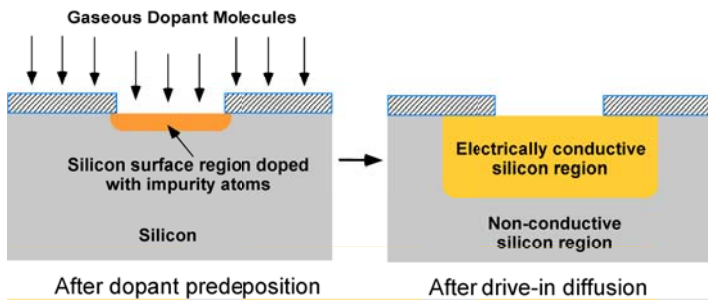 Gaseous Dopant Molecules
Silicon surface region doped
with impurity atoms
Silicon
Electrically conductive
silicon region
Non-conductive
silicon region
After dopant predeposition
After drive-in diffusion